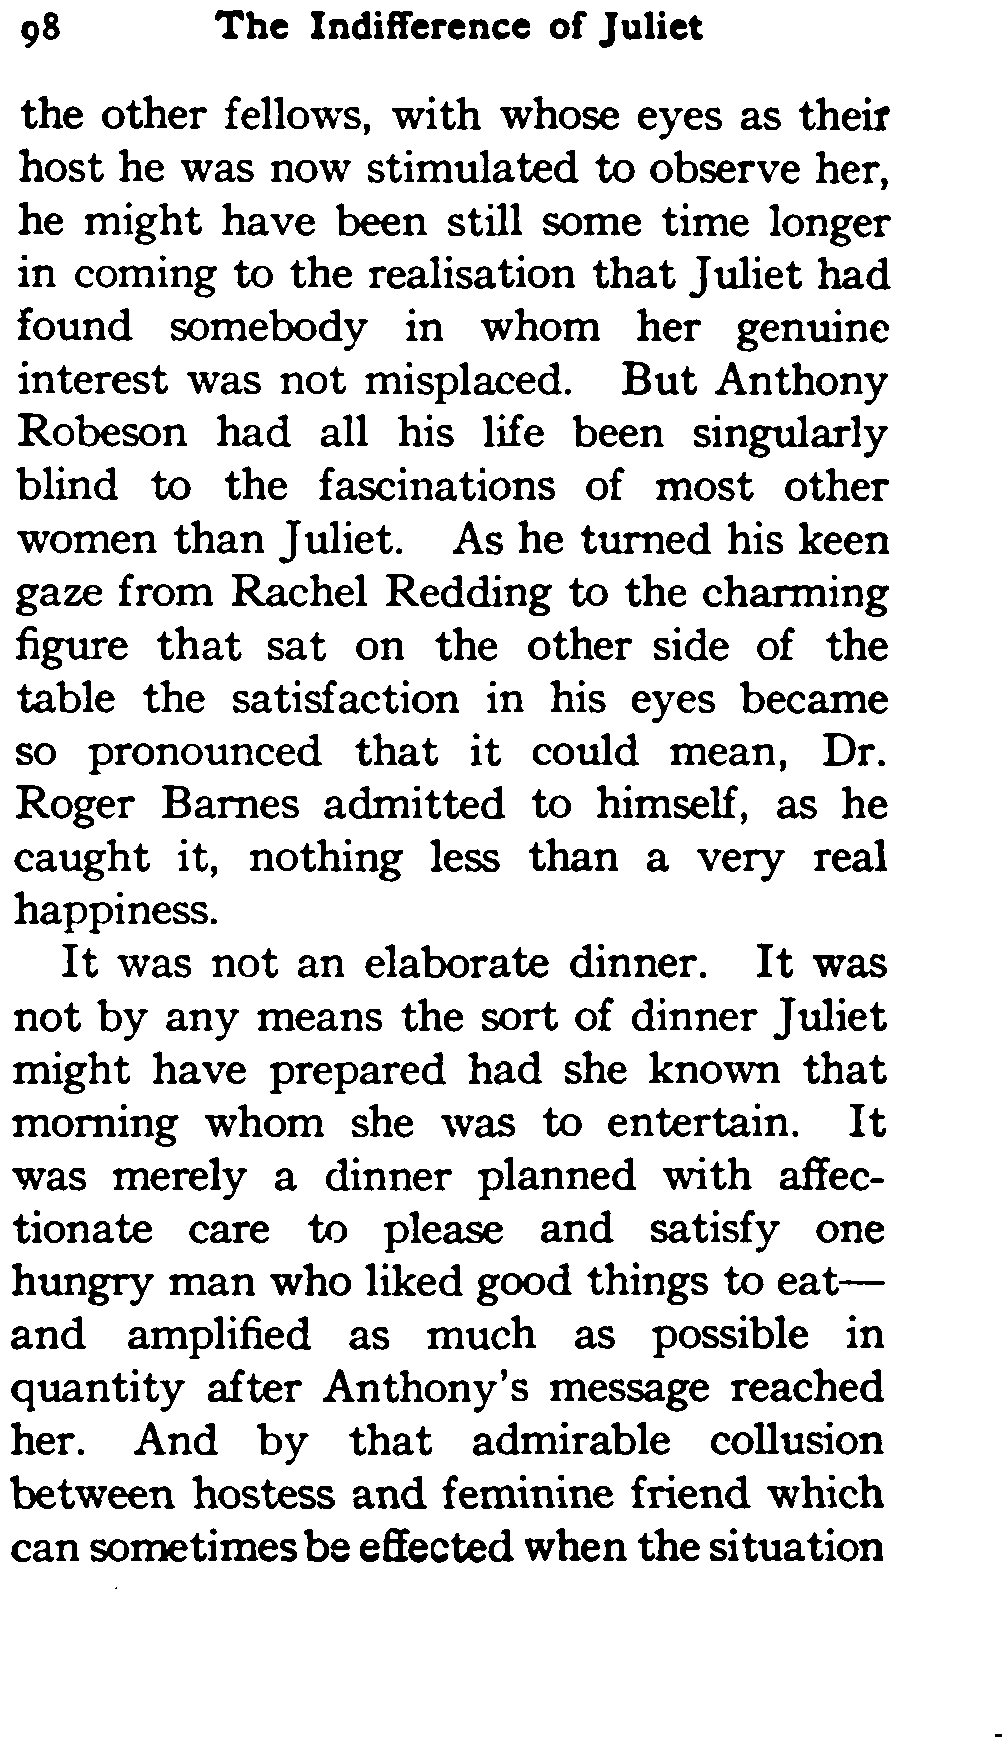 98 The Indifference of Juliet
the other fellows, with whose eyes as their
host he was now stimulated to observe her,
he might have been still some time longer
in coming to the realisation that Juliet had
found somebody in whom her genuine
interest was not misplaced. But Anthony
Robeson had all his life been singularly
blind to the fascinations of most other
women than Juliet. As he turned his keen
gaze from Rachel Redding to the charming
figure that sat on the other side of the
table the satisfaction in his eyes became
so pronounced that it could mean, Dr.
Roger Barnes admitted to himself, as he
caught it, nothing less than a very real
happiness.
It was not an elaborate dinner. It was
not by any means the sort of dinner Juliet
might have prepared had she known that
morning whom she was to entertain. It
was merely a dinner planned with affec-
tionate care to please and satisfy one
hungry man who liked good things to eat—
and amplified as much as possible in
quantity after Anthony's message reached
her. And by that admirable collusion
between hostess and feminine friend which
can sometimes be effected when the situation